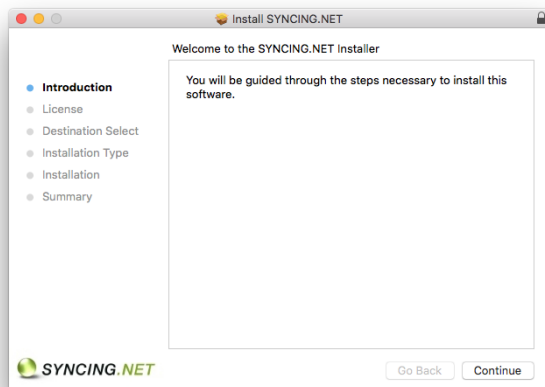 Install SYNCING.NET
Welcome to the SYNCING.NET Installer
Introduction
License
Destination Select
Installation Type
Installation
Summary
You will be guided through the steps necessary to install this
software.
SYNCING.NET
Go Back
Continue